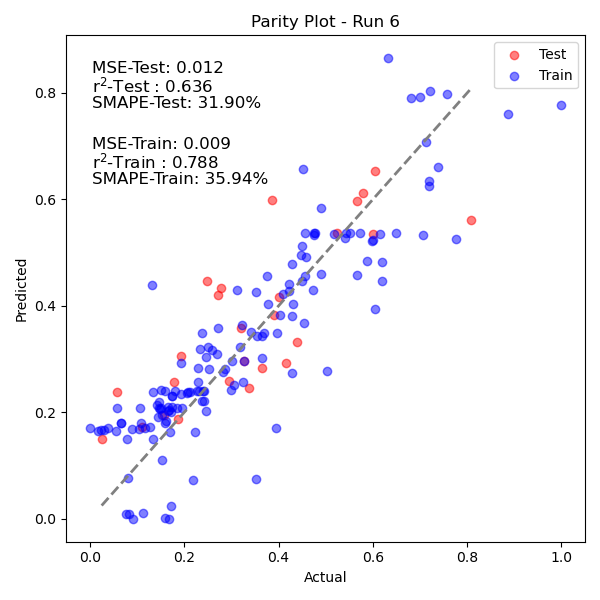 Parity Plot - Run 6
MSE-Test: 0.012
r²-Test : 0.636
SMAPE-Test: 31.90%
MSE-Train: 0.009
r²-Train : 0.788
SMAPE-Train: 35.94%
Test
Train
Predicted
0.8
0.6
0.4
0.2
0.0
0.0 0.2 0.4 0.6 0.8 1.0
Actual